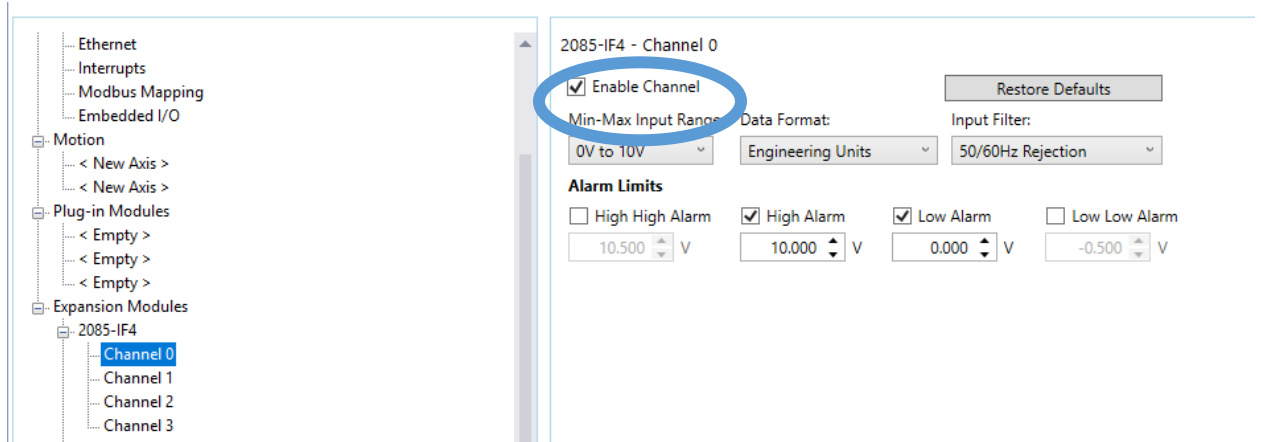 Ethernet
Interrupts
Modbus Mapping
Embedded I/O
Motion
< New Axis >
< New Axis >
Plug-in Modules
< Empty >
< Empty >
< Empty >
Expansion Modules
2085-IF4
Channel 0
Channel 1
Channel 2
Channel 3
2085-IF4 - Channel 0
Enable Channel
Restore Defaults
Min-Max Input Range Data Format: Input Filter:
0V to 10V Engineering Units 50/60Hz Rejection
Alarm Limits
High High Alarm High Alarm Low Alarm Low Low Alarm
10.500 V 10.000 V 0.000 V -0.500 V